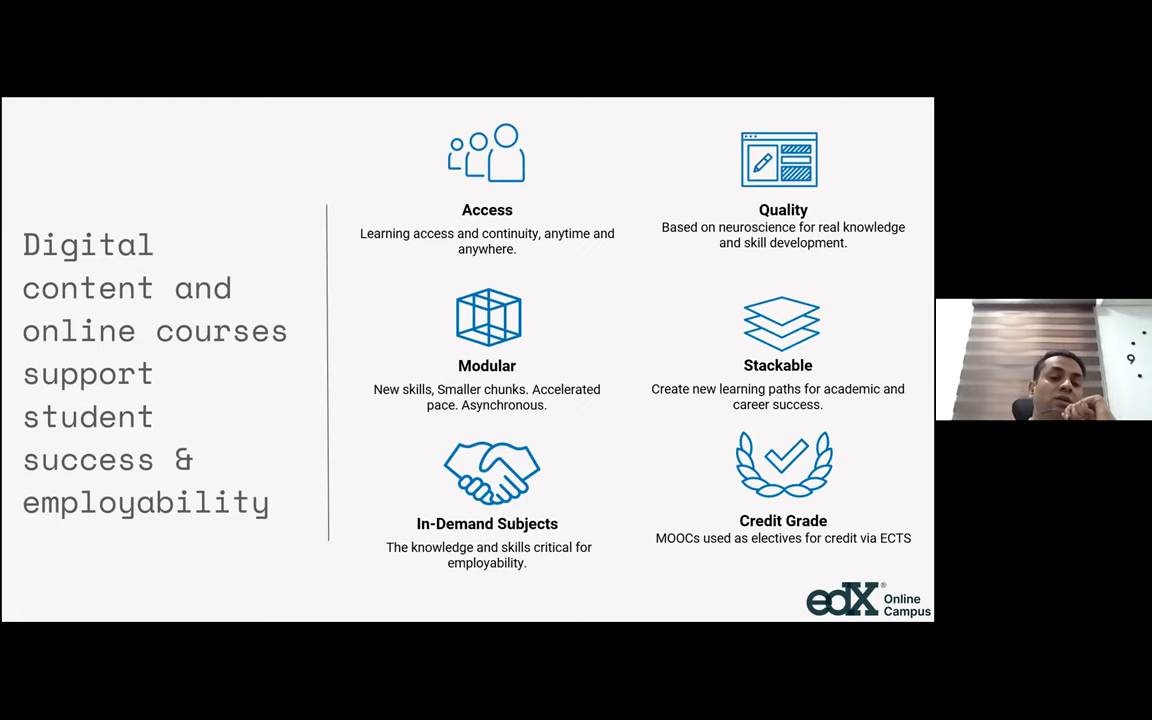 Digital
content and
online courses
support
student
success &
employability
Access
Learning access and continuity, anytime and
anywhere.
Quality
Based on neuroscience for real knowledge
and skill development.
Modular
New skills, Smaller chunks. Accelerated
pace. Asynchronous.
Stackable
Create new learning paths for academic and
career success.
In-Demand Subjects
The knowledge and skills critical for
employability.
Credit Grade
MOOCs used as electives for credit via ECTS
edX®
Online
Campus
9